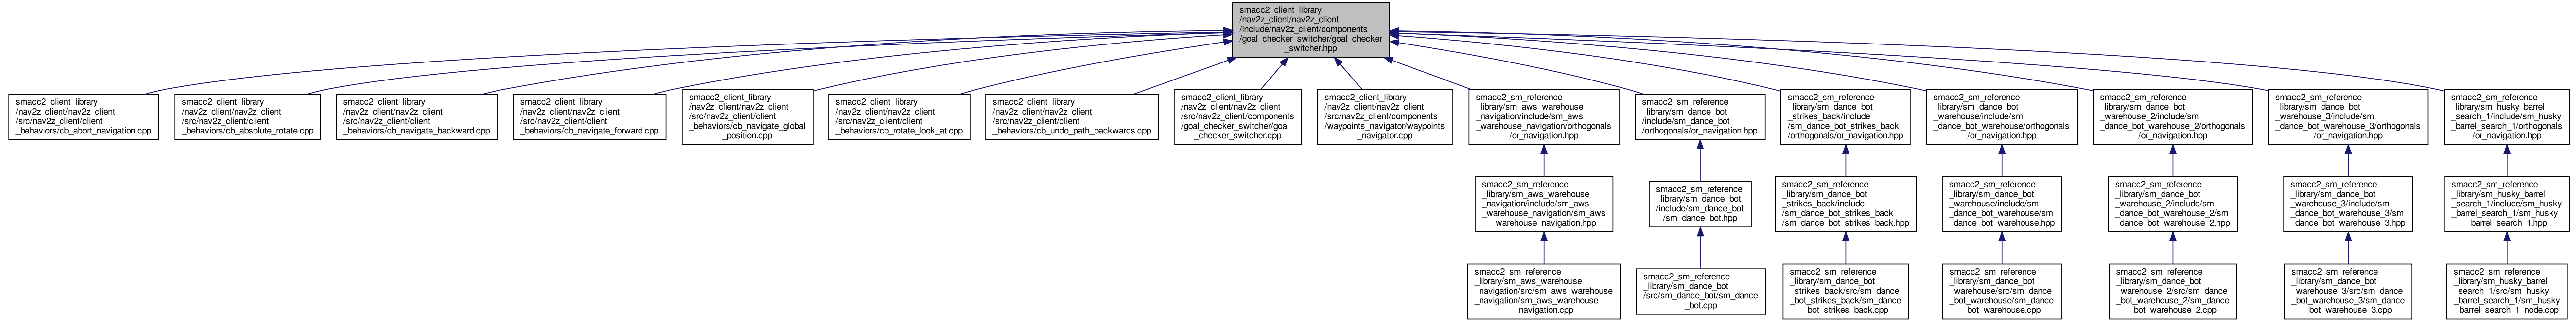 smacc2_client_library
/nav2z_client/nav2z_client
/include/nav2z_client/components
/goal_checker_switcher/goal_checker
_switcher.hpp
smacc2_client_library
/nav2z_client/nav2z_client
/src/nav2z_client/client
_behaviors/cb_abort_navigation.cpp
smacc2_client_library
/nav2z_client/nav2z_client
/src/nav2z_client/client
_behaviors/cb_absolute_rotate.cpp
smacc2_client_library
/nav2z_client/nav2z_client
/src/nav2z_client/client
_behaviors/cb_navigate_backward.cpp
smacc2_client_library
/nav2z_client/nav2z_client
/src/nav2z_client/client
_behaviors/cb_navigate_forward.cpp
smacc2_client_library
/nav2z_client/nav2z_client
/src/nav2z_client/client
_behaviors/cb_navigate_global
_position.cpp
smacc2_client_library
/nav2z_client/nav2z_client
/src/nav2z_client/client
_behaviors/cb_rotate_look_at.cpp
smacc2_client_library
/nav2z_client/nav2z_client
/src/nav2z_client/client
_behaviors/cb_undo_path_backwards.cpp
smacc2_client_library
/nav2z_client/nav2z_client
/src/nav2z_client/components
/goal_checker_switcher/goal
_checker_switcher.cpp
smacc2_client_library
/nav2z_client/nav2z_client
/src/nav2z_client/components
/waypoints_navigator/waypoints
_navigator.cpp
smacc2_sm_reference
_library/sm_aws_warehouse
_navigation/include/sm_aws
_warehouse_navigation/orthogonals
/or_navigation.hpp
smacc2_sm_reference
_library/sm_dance_bot
/include/sm_dance_bot
/orthogonals/or_navigation.hpp
smacc2_sm_reference
_library/sm_dance_bot
_strikes_back/include
/sm_dance_bot_strikes_back
/orthogonals/or_navigation.hpp
smacc2_sm_reference
_library/sm_dance_bot
_warehouse/include/sm
_dance_bot_warehouse/orthogonals
/or_navigation.hpp
smacc2_sm_reference
_library/sm_dance_bot
_warehouse_2/include/sm
_dance_bot_warehouse_2/orthogonals
/or_navigation.hpp
smacc2_sm_reference
_library/sm_dance_bot
_warehouse_3/include/sm
_dance_bot_warehouse_3/orthogonals
/or_navigation.hpp
smacc2_sm_reference
_library/sm_husky_barrel
_search_1/include/sm_husky
_barrel_search_1/orthogonals
/or_navigation.hpp
smacc2_sm_reference
_library/sm_aws_warehouse
_navigation/include/sm_aws
_warehouse_navigation/sm_aws
_warehouse_navigation.hpp
smacc2_sm_reference
_library/sm_dance_bot
/include/sm_dance_bot
/sm_dance_bot.hpp
smacc2_sm_reference
_library/sm_dance_bot
_strikes_back/include
/sm_dance_bot_strikes_back
/sm_dance_bot_strikes_back.hpp
smacc2_sm_reference
_library/sm_dance_bot
_warehouse/include/sm
_dance_bot_warehouse/sm
_dance_bot_warehouse.hpp
smacc2_sm_reference
_library/sm_dance_bot
_warehouse_2/include/sm
_dance_bot_warehouse_2/sm
_dance_bot_warehouse_2.hpp
smacc2_sm_reference
_library/sm_dance_bot
_warehouse_3/include/sm
_dance_bot_warehouse_3/sm
_dance_bot_warehouse_3.hpp
smacc2_sm_reference
_library/sm_husky_barrel
_search_1/include/sm_husky
_barrel_search_1/sm_husky
_barrel_search_1.hpp
smacc2_sm_reference
_library/sm_aws_warehouse
_navigation/src/sm_aws_warehouse
_navigation/sm_aws_warehouse
_navigation.cpp
smacc2_sm_reference
_library/sm_dance_bot
/src/sm_dance_bot/sm_dance
_bot.cpp
smacc2_sm_reference
_library/sm_dance_bot
_strikes_back/src/sm_dance
_bot_strikes_back/sm_dance
_bot_strikes_back.cpp
smacc2_sm_reference
_library/sm_dance_bot
_warehouse/src/sm_dance
_bot_warehouse/sm_dance
_bot_warehouse.cpp
smacc2_sm_reference
_library/sm_dance_bot
_warehouse_2/src/sm_dance
_bot_warehouse_2/sm_dance
_bot_warehouse_2.cpp
smacc2_sm_reference
_library/sm_dance_bot
_warehouse_3/src/sm_dance
_bot_warehouse_3/sm_dance
_bot_warehouse_3.cpp
smacc2_sm_reference
_library/sm_husky_barrel
_search_1/src/sm_husky
_barrel_search_1/sm_husky
_barrel_search_1_node.cpp